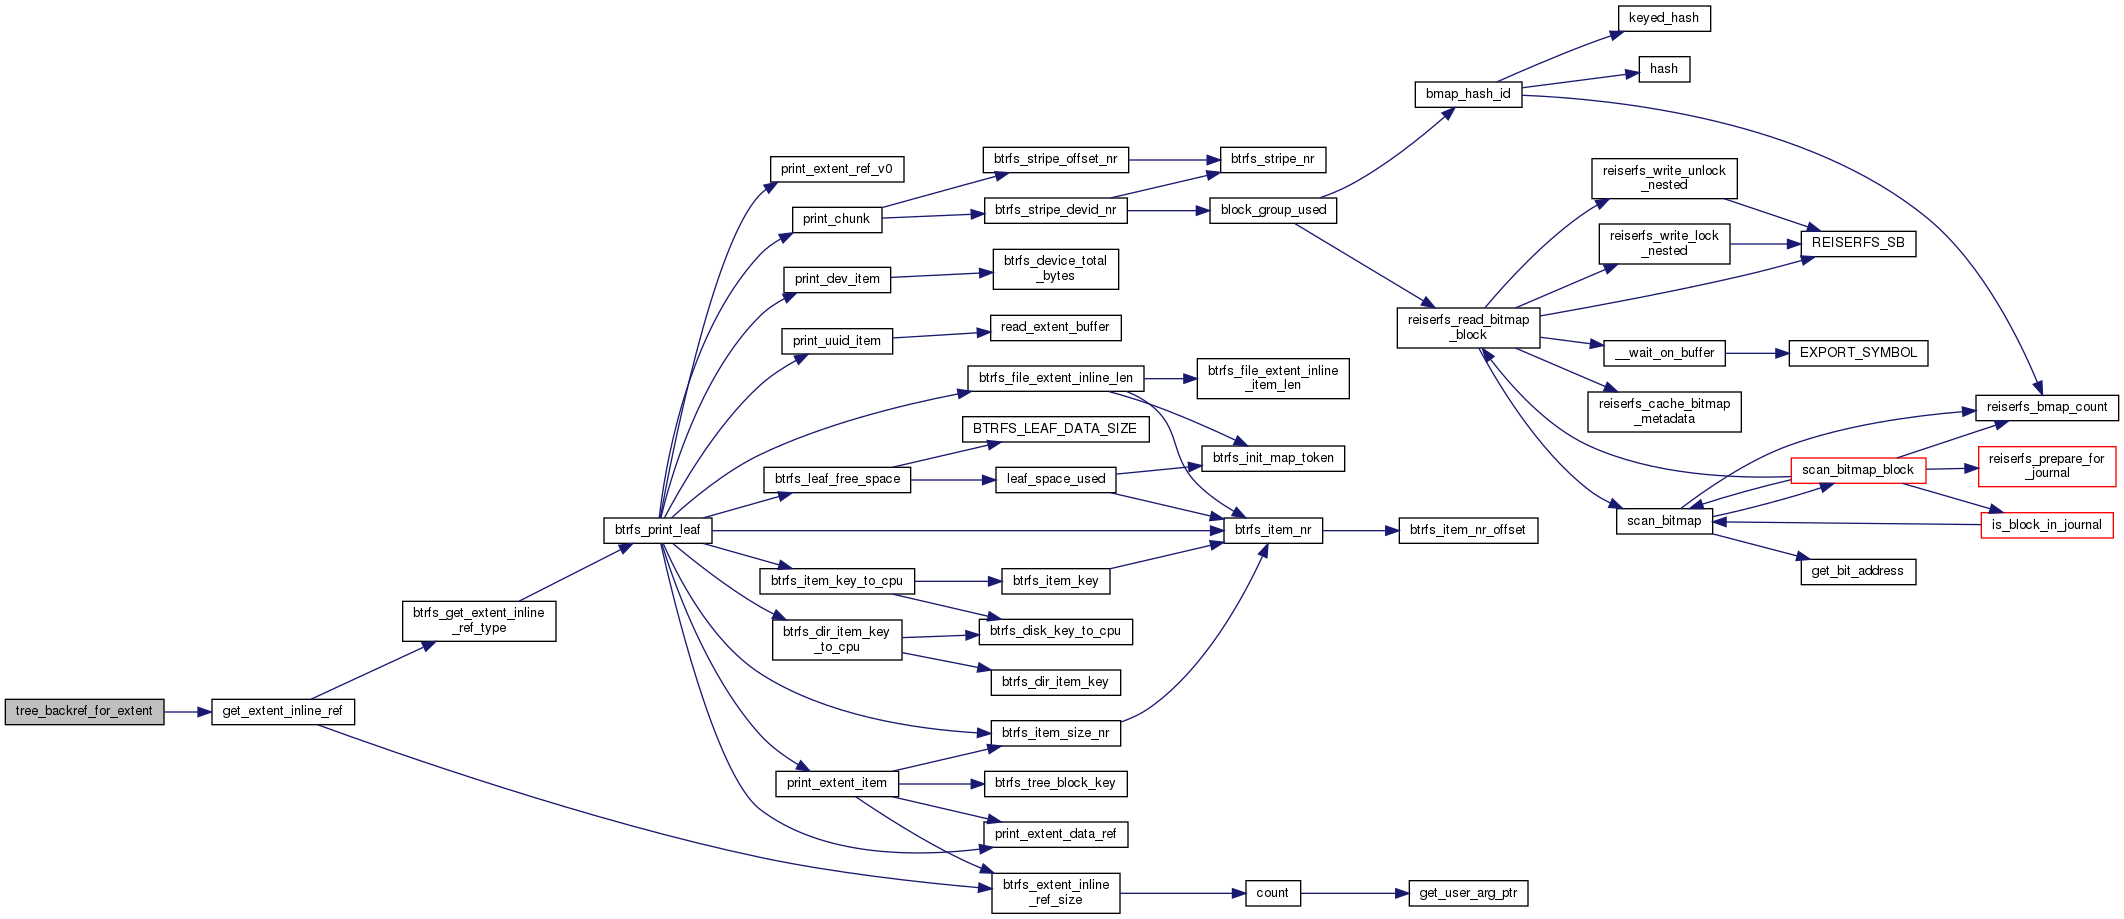 tree_backref_for_extent
get_extent_inline_ref
btrfs_get_extent_inline
_ref_type
btrfs_print_leaf
print_extent_ref_v0
print_chunk
print_dev_item
print_uuid_item
btrfs_file_extent_inline_len
BTRFS_LEAF_DATA_SIZE
btrfs_leaf_free_space
leaf_space_used
btrfs_item_key_to_cpu
btrfs_item_key
btrfs_dir_item_key
_to_cpu
btrfs_disk_key_to_cpu
btrfs_dir_item_key
btrfs_item_size_nr
print_extent_item
btrfs_tree_block_key
print_extent_data_ref
btrfs_extent_inline
_ref_size
count
get_user_arg_ptr
btrfs_stripe_offset_nr
btrfs_stripe_devid_nr
btrfs_stripe_nr
block_group_used
btrfs_device_total
_bytes
read_extent_buffer
btrfs_file_extent_inline
_item_len
btrfs_init_map_token
btrfs_item_nr
btrfs_item_nr_offset
bmap_hash_id
keyed_hash
hash
reiserfs_read_bitmap
_block
reiserfs_write_unlock
_nested
reiserfs_write_lock
_nested
REISERFS_SB
__wait_on_buffer
EXPORT_SYMBOL
reiserfs_cache_bitmap
_metadata
reiserfs_bmap_count
scan_bitmap_block
reiserfs_prepare_for
_journal
scan_bitmap
is_block_in_journal
get_bit_address